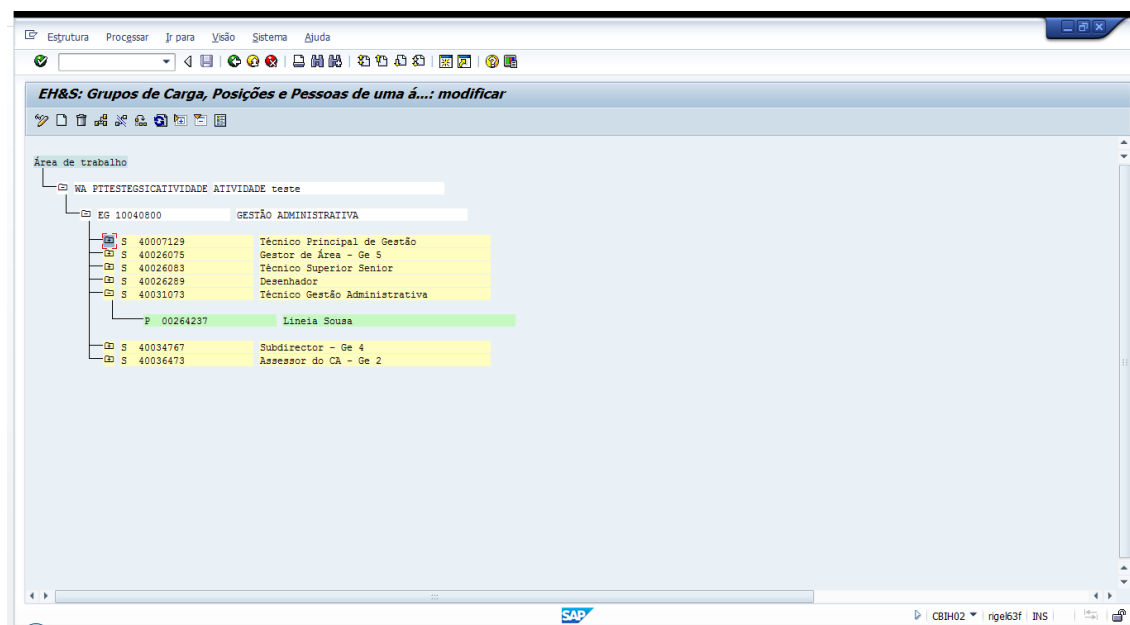 Estrutura Processar Ir para Visão Sistema Ajuda
EH&S: Grupos de Carga, Posições e Pessoas de uma á...: modificar
Área de trabalho
WA PTTESTEGSICATIVIDADE ATIVIDADE teste
EG 10040800 GESTÃO ADMINISTRATIVA
S 40007129 Técnico Principal de Gestão
S 40026075 Gestor de Área - Ge 5
S 40026083 Técnico Superior Senior
S 40026289 Desenhador
S 40031073 Técnico Gestão Administrativa
P 00264237 Lineia Sousa
S 40034767 Subdirector - Ge 4
S 40036473 Assessor do CA - Ge 2
SAP
CBIH02 rigel63f INS